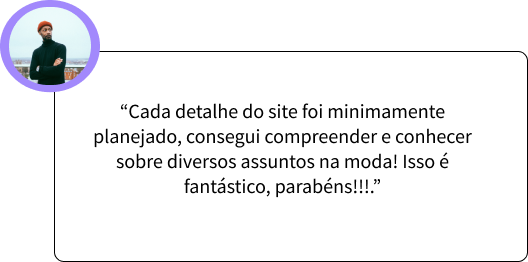 “Cada detalhe do site foi minimamente
planejado, consegui compreender e conhecer
sobre diversos assuntos na moda! Isso é
fantástico, parabéns!!!.”